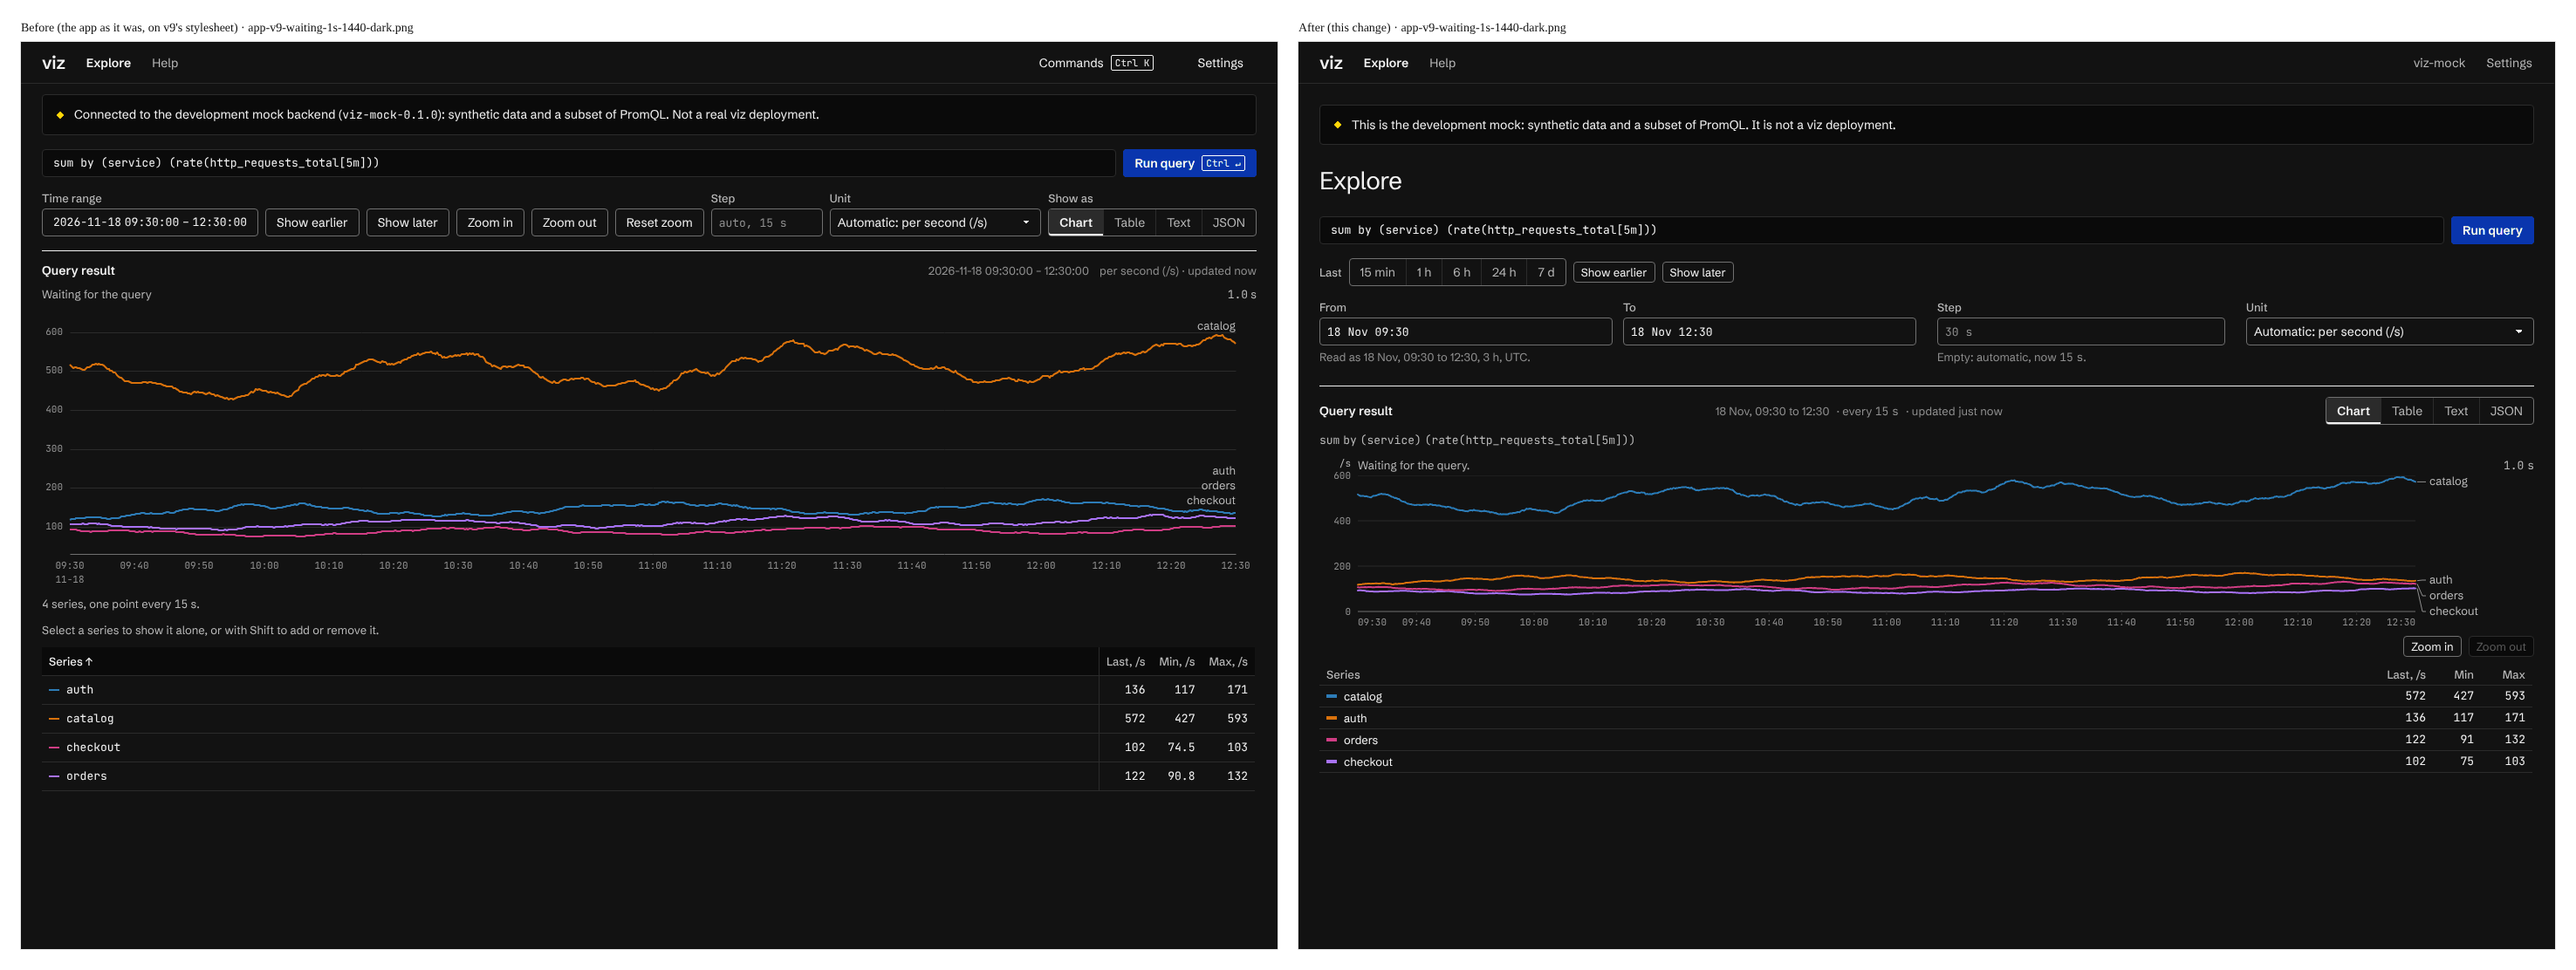 Before (the app as it was, on v9's stylesheet) · app-v9-waiting-1s-1440-dark.png
viz Explore Help Commands Ctrl K Settings
Connected to the development mock backend (viz-mock-0.1.0): synthetic data and a subset of PromQL. Not a real viz deployment.
sum by (service) (rate(http_requests_total[5m])) Run query Ctrl ↵
Time range Step Unit Show as
2026-11-18 09:30:00 – 12:30:00 Show earlier Show later Zoom in Zoom out Reset zoom auto, 15 s Automatic: per second (/s) Chart Table Text JSON
Query result 2026-11-18 09:30:00 – 12:30:00 per second (/s) · updated now
Waiting for the query 1.0 s
catalog
600
500
400
300
auth
200 orders
checkout
100
09:30 09:40 09:50 10:00 10:10 10:20 10:30 10:40 10:50 11:00 11:10 11:20 11:30 11:40 11:50 12:00 12:10 12:20 12:30
11-18
4 series, one point every 15 s.
Select a series to show it alone, or with Shift to add or remove it.
Series ↑ Last, /s Min, /s Max, /s
auth 136 117 171
catalog 572 427 593
checkout 102 74.5 103
orders 122 90.8 132
After (this change) · app-v9-waiting-1s-1440-dark.png
viz Explore Help viz-mock Settings
This is the development mock: synthetic data and a subset of PromQL. It is not a viz deployment.
Explore
sum by (service) (rate(http_requests_total[5m])) Run query
Last 15 min 1 h 6 h 24 h 7 d Show earlier Show later
From To Step Unit
18 Nov 09:30 18 Nov 12:30 30 s Automatic: per second (/s)
Read as 18 Nov, 09:30 to 12:30, 3 h, UTC. Empty: automatic, now 15 s.
Query result 18 Nov, 09:30 to 12:30 · every 15 s · updated just now Chart Table Text JSON
sum by (service) (rate(http_requests_total[5m]))
/s Waiting for the query. 1.0 s
600
catalog
400
200
auth
orders
0 checkout
09:30 09:40 09:50 10:00 10:10 10:20 10:30 10:40 10:50 11:00 11:10 11:20 11:30 11:40 11:50 12:00 12:10 12:20 12:30
Zoom in Zoom out
Series Last, /s Min Max
catalog 572 427 593
auth 136 117 171
orders 122 91 132
checkout 102 75 103